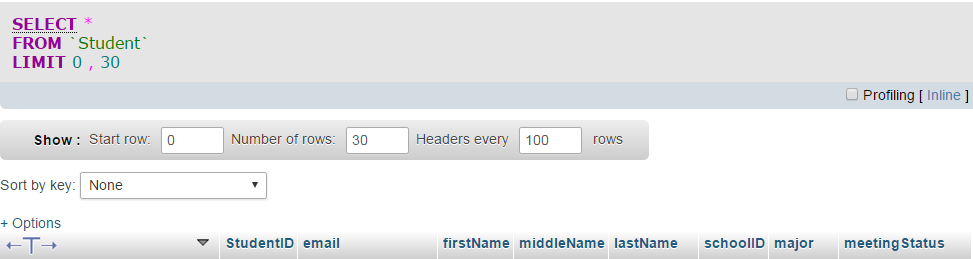 SELECT *
FROM `Student`
LIMIT 0 , 30
Profiling [ Inline ]
Show : Start row: 0 Number of rows: 30 Headers every 100 rows
Sort by key: None
+ Options
←T→ StudentID email firstName middleName lastName schoolID major meetingStatus